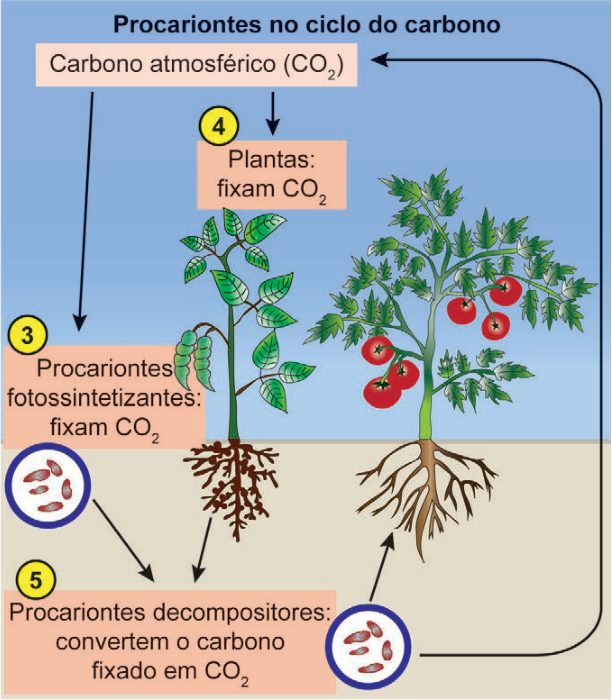 Procariontes no ciclo do carbono
Carbono atmosférico (CO₂)
4
Plantas:
fixam CO₂
3
Procariontes
fotossintetizantes:
fixam CO₂
5
Procariontes decompositores:
convertem o carbono
fixado em CO₂